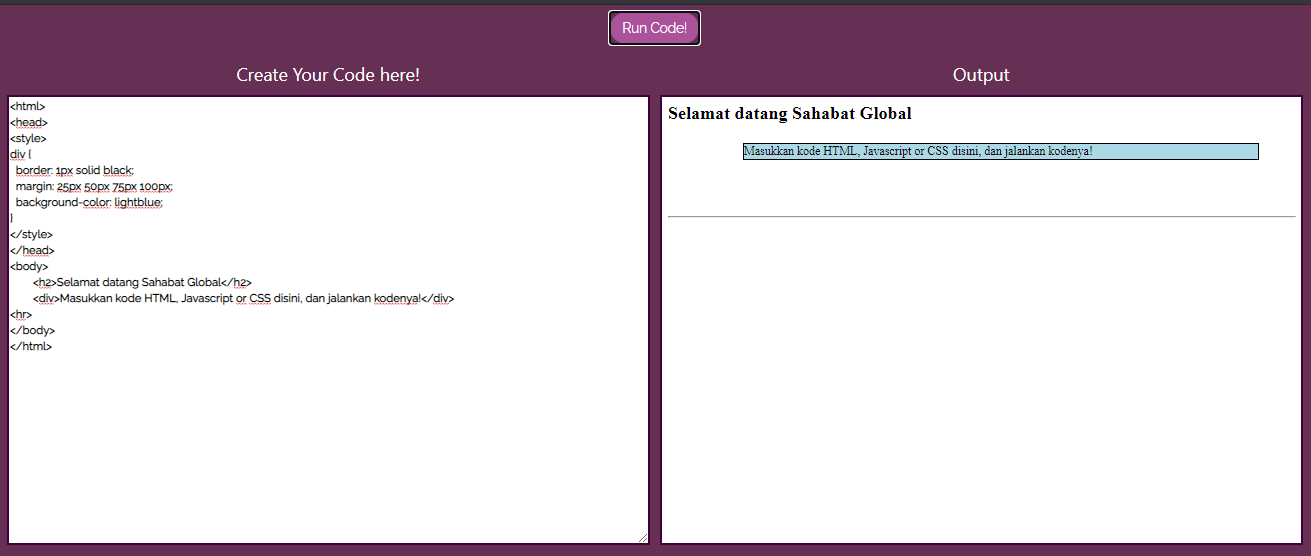 Run Code!
Create Your Code here!
<html>
<head>
<style>
div {
  border: 1px solid black;
  margin: 25px 50px 75px 100px;
  background-color: lightblue;
}
</style>
</head>
<body>
        <h2>Selamat datang Sahabat Global</h2>
        <div>Masukkan kode HTML, Javascript or CSS disini, dan jalankan kodenya!</div>
<hr>
</body>
</html>
Output
Selamat datang Sahabat Global
Masukkan kode HTML, Javascript or CSS disini, dan jalankan kodenya!